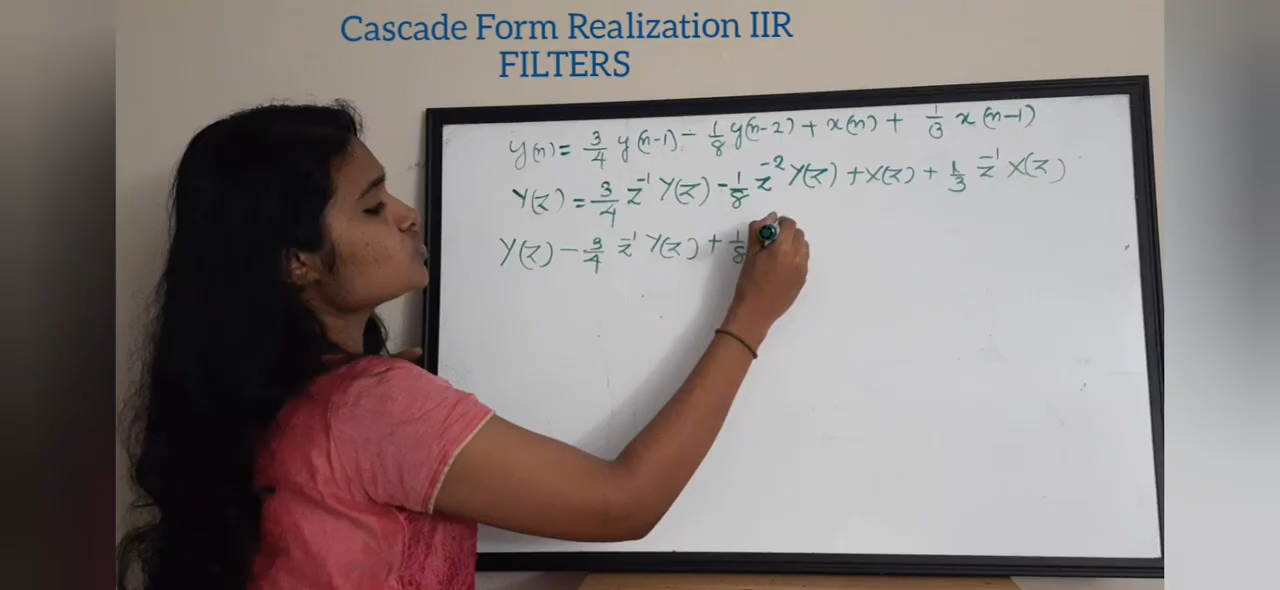 Cascade Form Realization IIR
FILTERS
y(n) = 3/4 y(n-1) - 1/8 y(n-2) + x(n) + 1/3 x(n-1)
Y(z) = 3/4 z⁻¹ Y(z) - 1/8 z⁻² Y(z) + X(z) + 1/3 z⁻¹ X(z)
Y(z) - 3/4 z⁻¹ Y(z) + 1/8